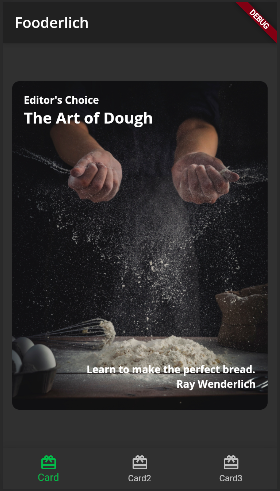 Fooderlich
DEBUG
Editor's Choice
The Art of Dough
Learn to make the perfect bread.
Ray Wenderlich
Card
Card2
Card3